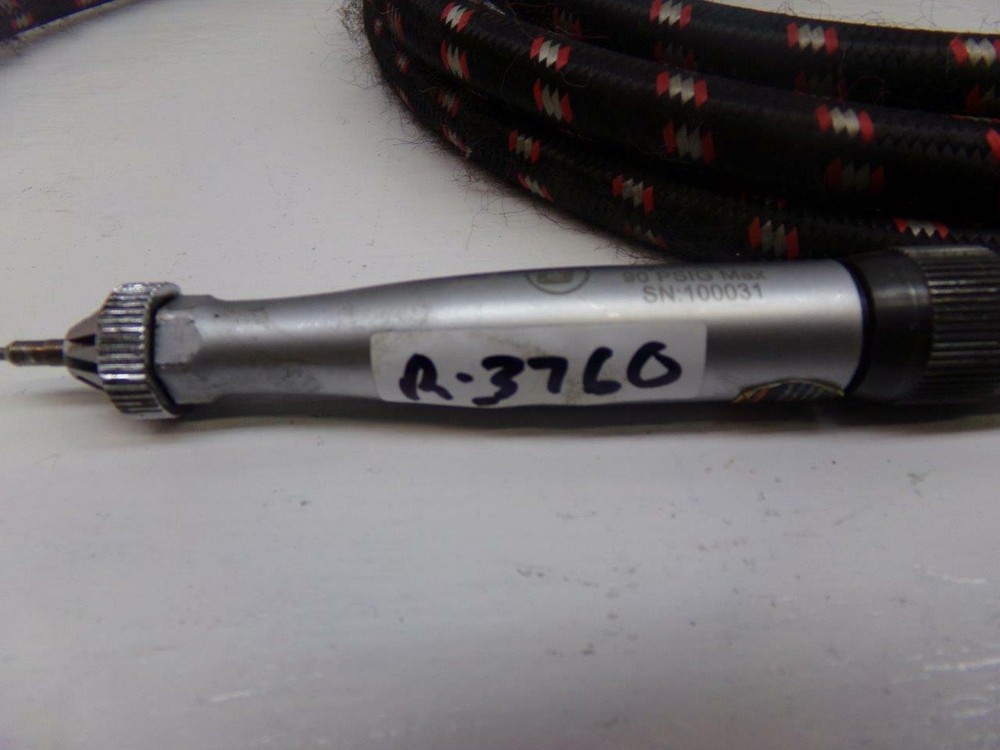 90 PSIG Max
SN:100031
R-3760